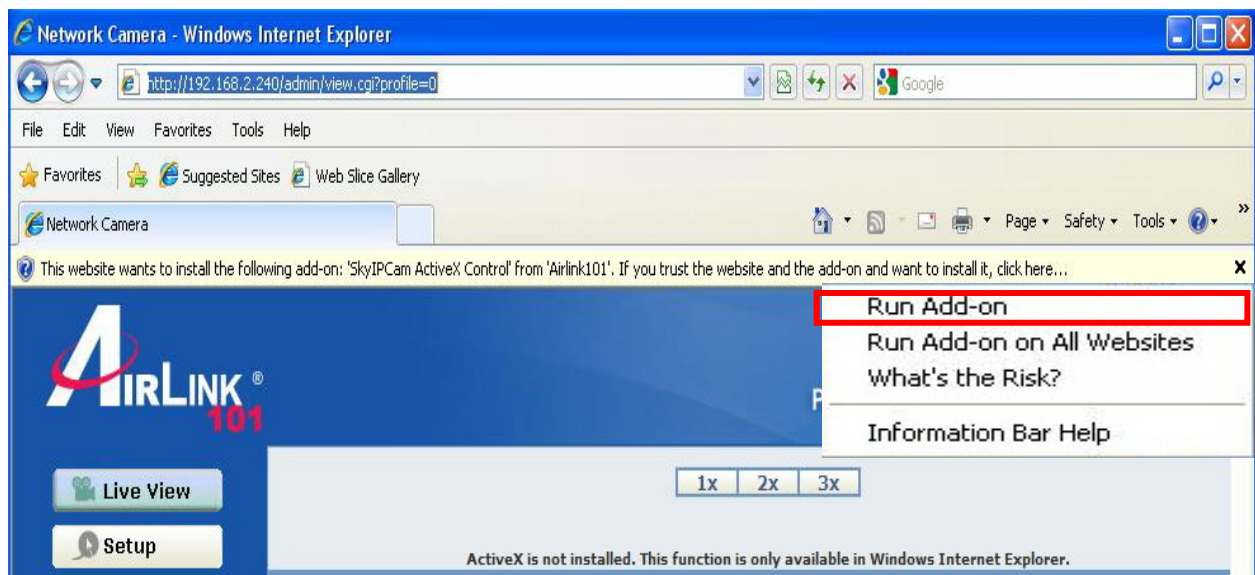 Network Camera - Windows Internet Explorer
http://192.168.2.240/admin/view.cgi?profile=0
Google
File Edit View Favorites Tools Help
Favorites Suggested Sites Web Slice Gallery
Network Camera
Page Safety Tools
This website wants to install the following add-on: 'SkyIPCam ActiveX Control' from 'Airlink101'. If you trust the website and the add-on and want to install it, click here...
Run Add-on
Run Add-on on All Websites
What's the Risk?
Information Bar Help
AIRLINK ®
101
P
1x 2x 3x
Live View
Setup
ActiveX is not installed. This function is only available in Windows Internet Explorer.